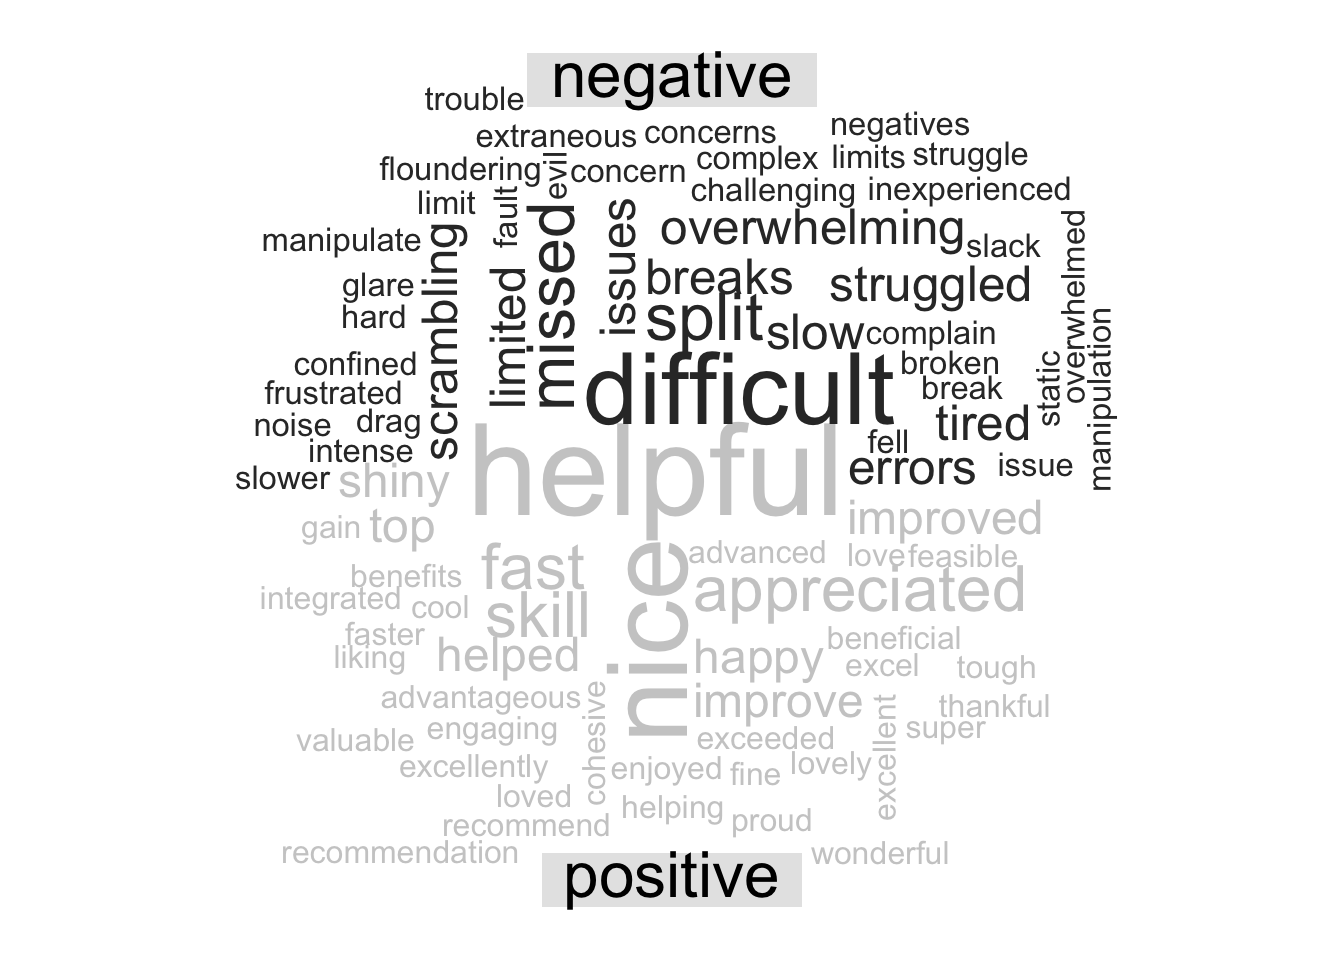 negative
trouble
extraneous
concerns
negatives
floundering
evil
concern
complex
limits
struggle
limit
fault
challenging
inexperienced
manipulate
scrambling
limited
missed
issues
overwhelming
slack
overwhelmed
glare
breaks
struggled
hard
split
slow
complain
manipulation
confined
difficult
broken
static
frustrated
break
noise
drag
tired
intense
fell
slower
errors
issue
shiny
helpful
gain
top
improved
fast
nice
advanced
love
feasible
benefits
integrated
cool
skill
appreciated
faster
liking
helped
happy
beneficial
excel
tough
advantageous
cohesive
improve
excellent
thankful
valuable
engaging
exceeded
super
excellently
enjoyed
fine
lovely
loved
helping
recommend
proud
recommendation
wonderful
positive